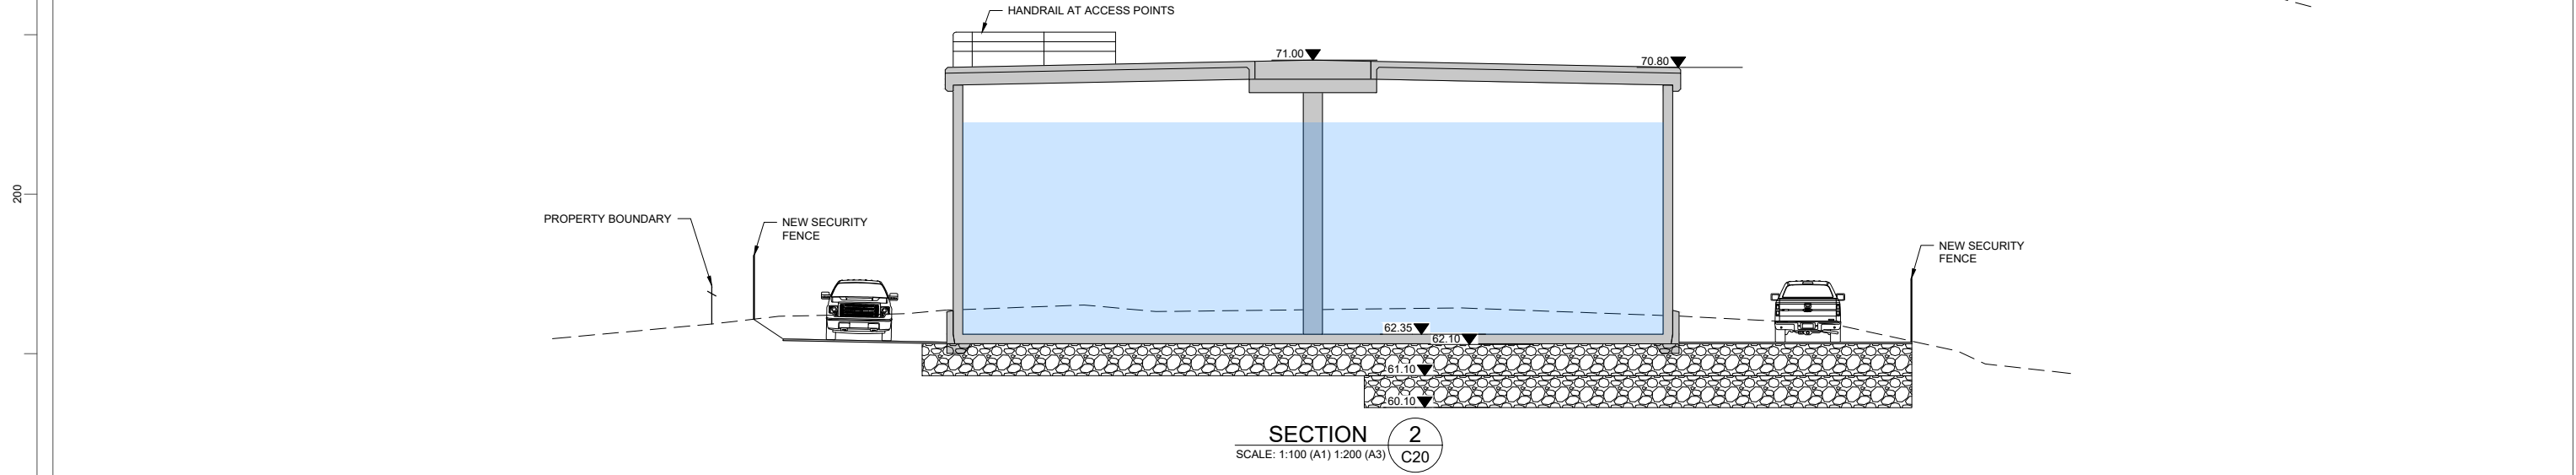 HANDRAIL AT ACCESS POINTS
71.00
70.80
200
PROPERTY BOUNDARY
NEW SECURITY
FENCE
NEW SECURITY
FENCE
62.35
62.10
61.10
60.10
SECTION
2
SCALE: 1:100 (A1) 1:200 (A3)
C20